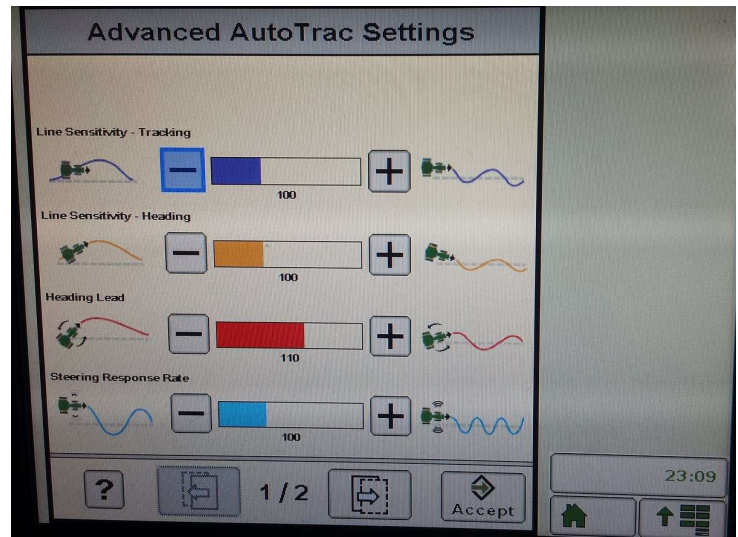 Advanced AutoTrac Settings
Line Sensitivity - Tracking
100
Line Sensitivity - Heading
100
Heading Lead
110
Steering Response Rate
100
?
1 / 2
Accept
23:09